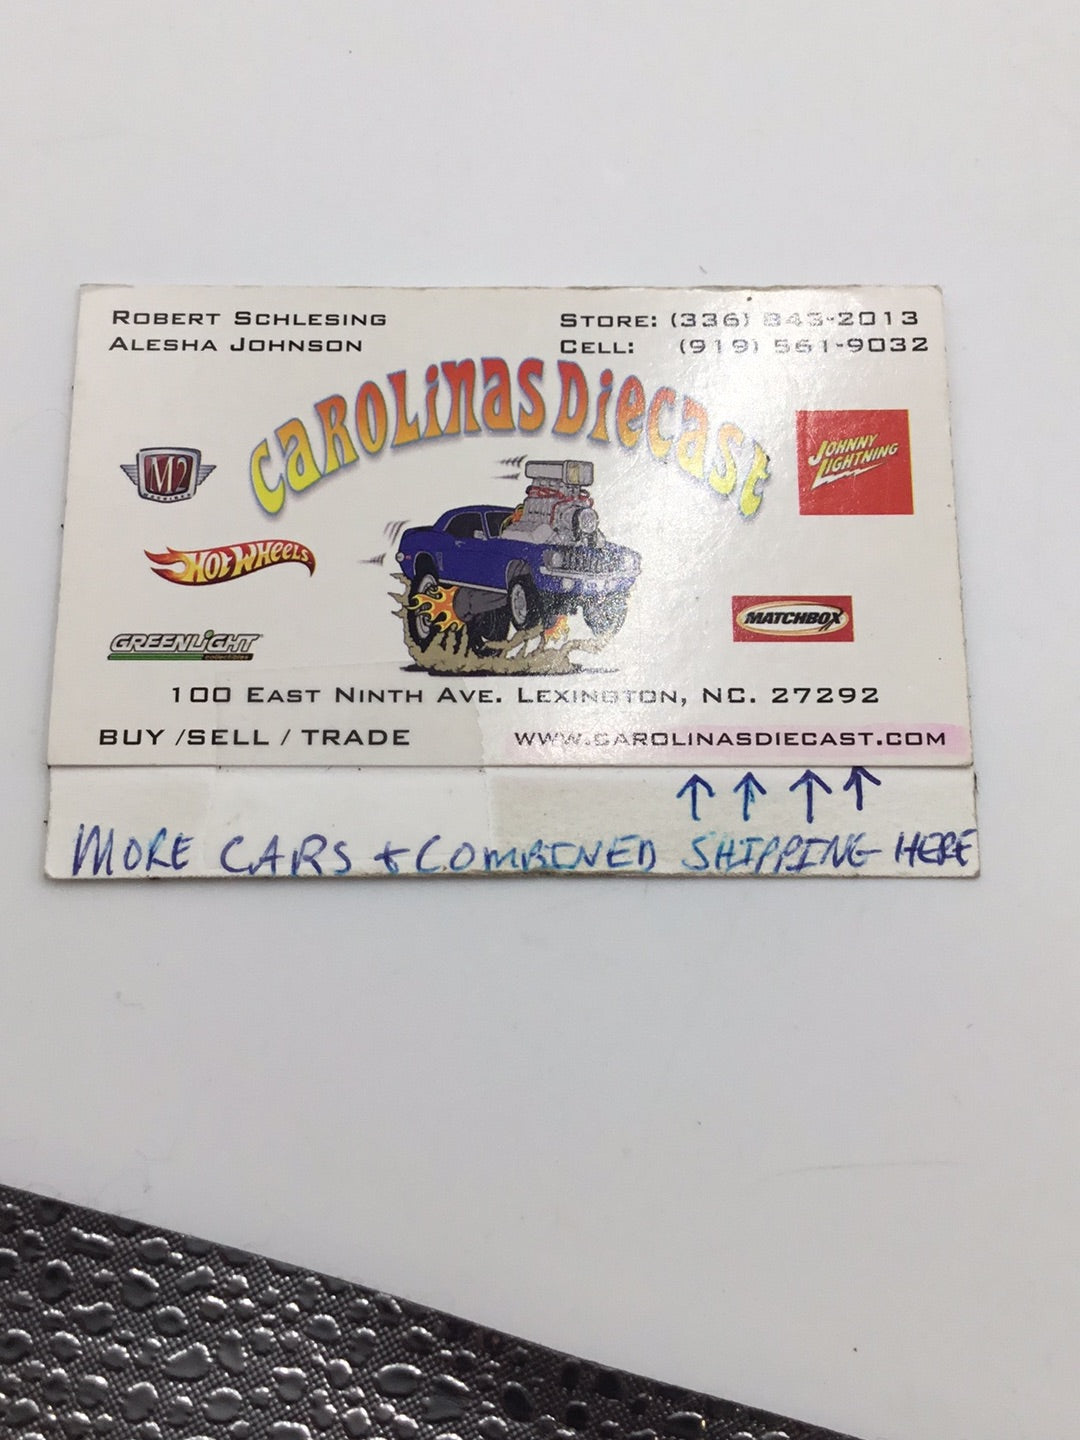 ROBERT SCHLESING
ALESHA JOHNSON
STORE: (336) 843-2013
CELL: (919) 561-9032
CAROLINAS DIECAST
M2
MACHINES
HOT WHEELS
GREENLIGHT
collectibles
JOHNNY
LIGHTNING
MATCHBOX
100 EAST NINTH AVE. LEXINGTON, NC. 27292
BUY /SELL / TRADE
WWW.CAROLINASDIECAST.COM
MORE CARS + COMBINED SHIPPING HERE